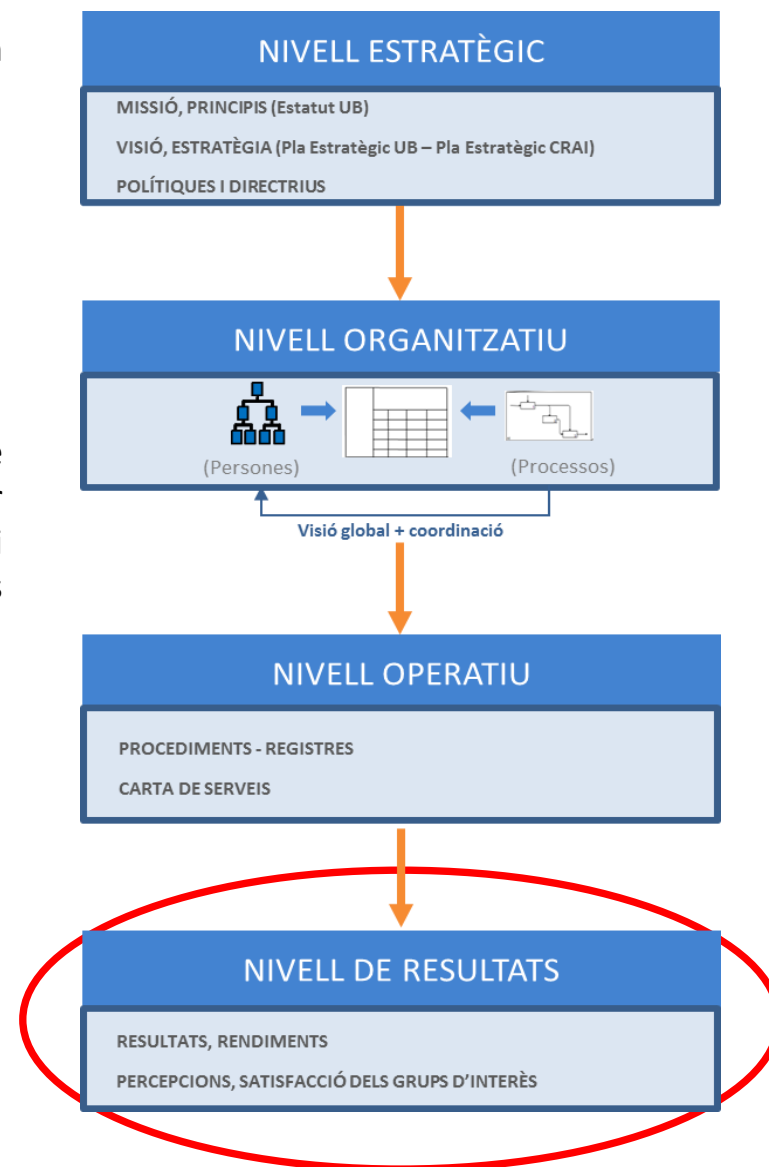 NIVELL ESTRATÈGIC
MISSIÓ, PRINCIPIS (Estatut UB)
VISIÓ, ESTRATÈGIA (Pla Estratègic UB – Pla Estratègic CRAI)
POLÍTIQUES I DIRECTRIUS
NIVELL ORGANITZATIU
(Persones)
(Processos)
Visió global + coordinació
NIVELL OPERATIU
PROCEDIMENTS - REGISTRES
CARTA DE SERVEIS
NIVELL DE RESULTATS
RESULTATS, RENDIMENTS
PERCEPCIONS, SATISFACCIÓ DELS GRUPS D’INTERÈS